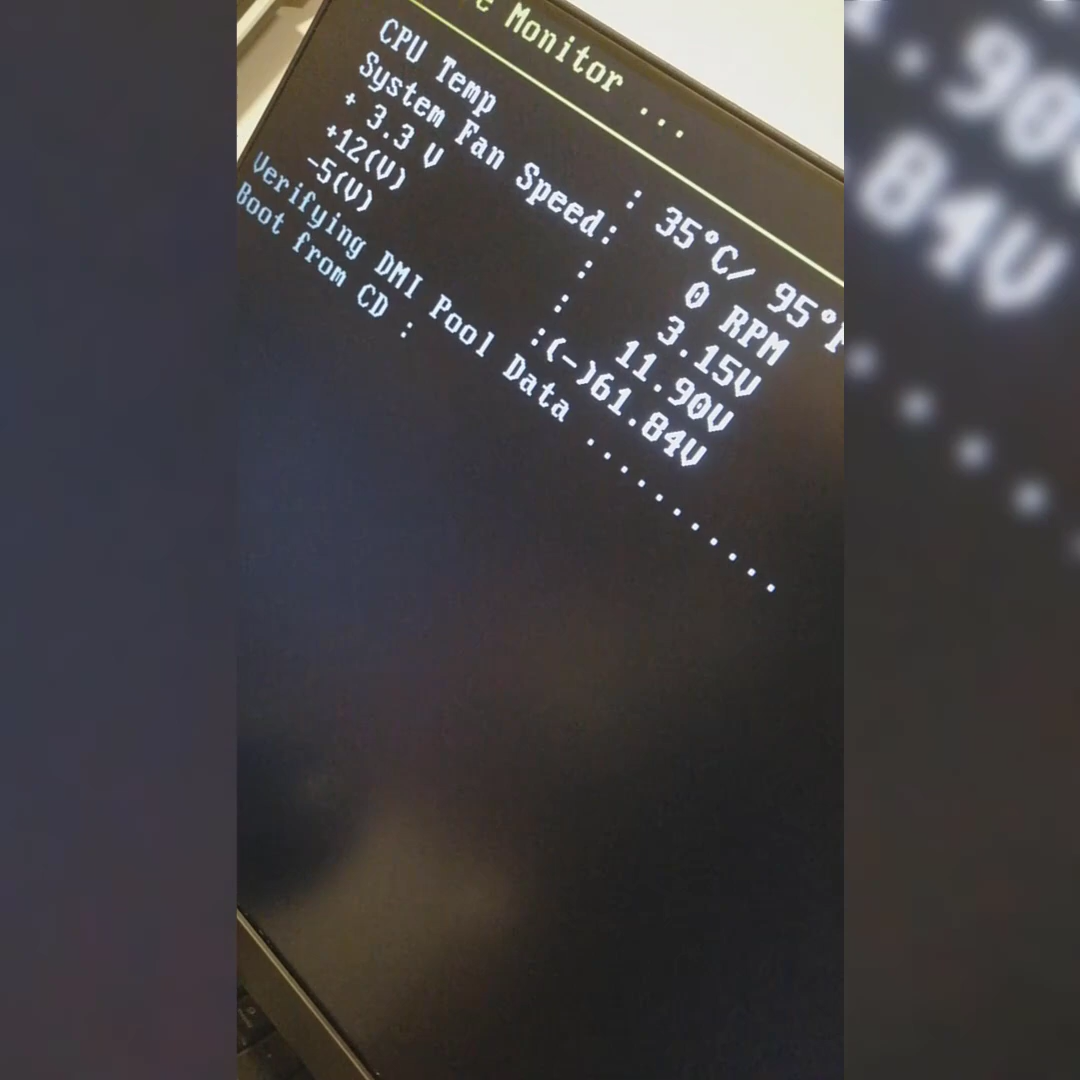 Monitor ...
CPU Temp : 35°C/ 95°F
System Fan Speed: 0 RPM
+ 3.3 V : 3.15V
+12(V) : 11.90V
-5(V) :(-)61.84V
Verifying DMI Pool Data ...........
Boot from CD :